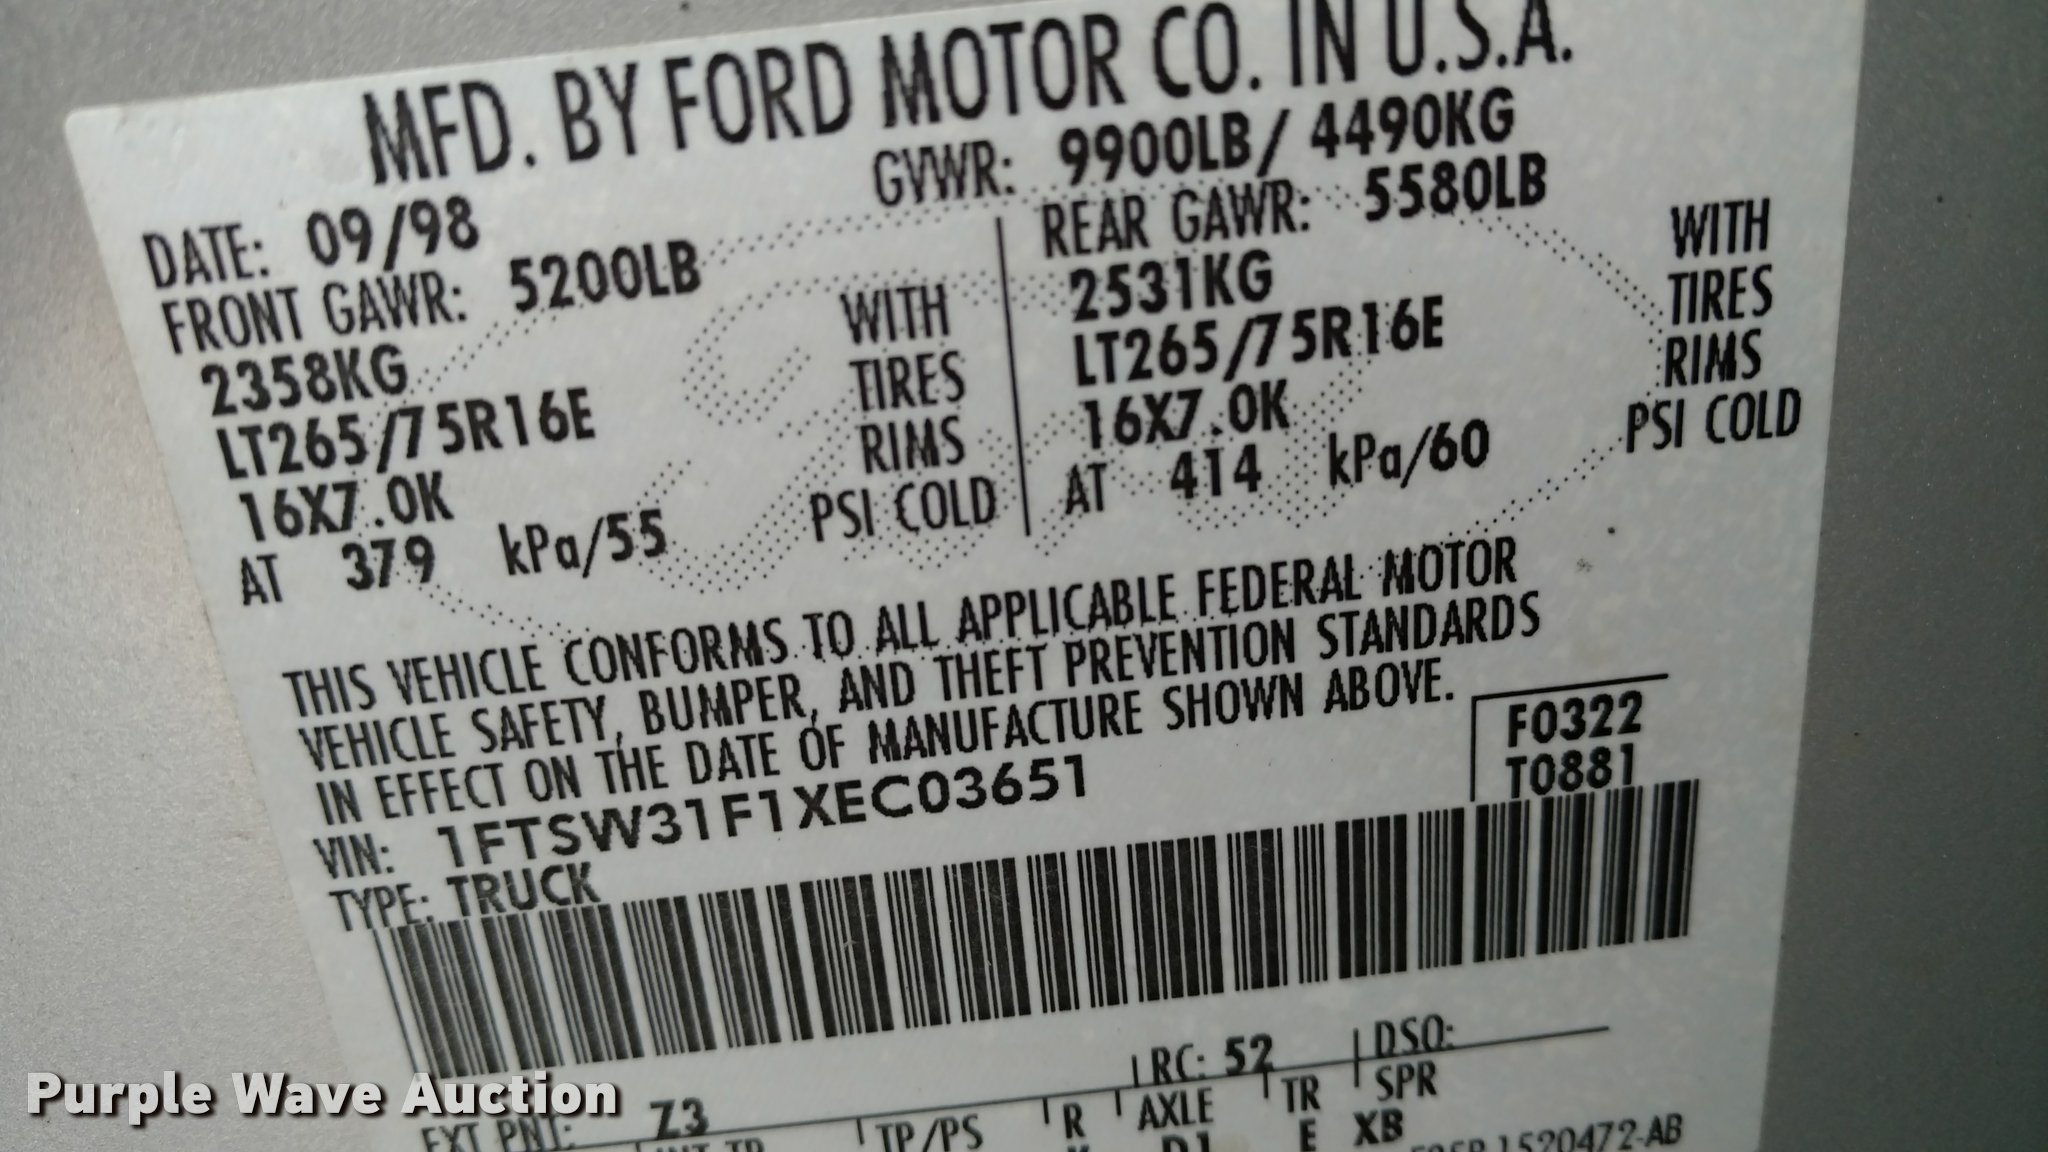 MFD. BY FORD MOTOR CO. IN U.S.A.
DATE: 09/98 GVWR: 9900LB/ 4490KG
FRONT GAWR: 5200LB REAR GAWR: 5580LB
2358KG WITH 2531KG WITH
LT265/75R16E TIRES LT265/75R16E TIRES
16X7.0K RIMS 16X7.0K RIMS
AT 379 kPa/55 PSI COLD AT 414 kPa/60 PSI COLD
THIS VEHICLE CONFORMS TO ALL APPLICABLE FEDERAL MOTOR
VEHICLE SAFETY, BUMPER, AND THEFT PREVENTION STANDARDS
IN EFFECT ON THE DATE OF MANUFACTURE SHOWN ABOVE.
F0322
VIN: 1FTSW31F1XEC03651 T0881
TYPE: TRUCK
RC: 52 DSO:
EXT PNT: Z3 TP/PS R AXLE TR SPR
E XB
Purple Wave Auction